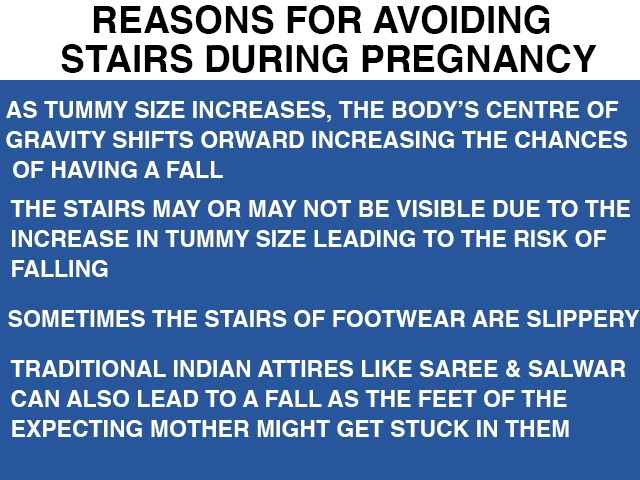 REASONS FOR AVOIDING
STAIRS DURING PREGNANCY
AS TUMMY SIZE INCREASES, THE BODY’S CENTRE OF
GRAVITY SHIFTS ORWARD INCREASING THE CHANCES
OF HAVING A FALL
THE STAIRS MAY OR MAY NOT BE VISIBLE DUE TO THE
INCREASE IN TUMMY SIZE LEADING TO THE RISK OF
FALLING
SOMETIMES THE STAIRS OF FOOTWEAR ARE SLIPPERY
TRADITIONAL INDIAN ATTIRES LIKE SAREE & SALWAR
CAN ALSO LEAD TO A FALL AS THE FEET OF THE
EXPECTING MOTHER MIGHT GET STUCK IN THEM